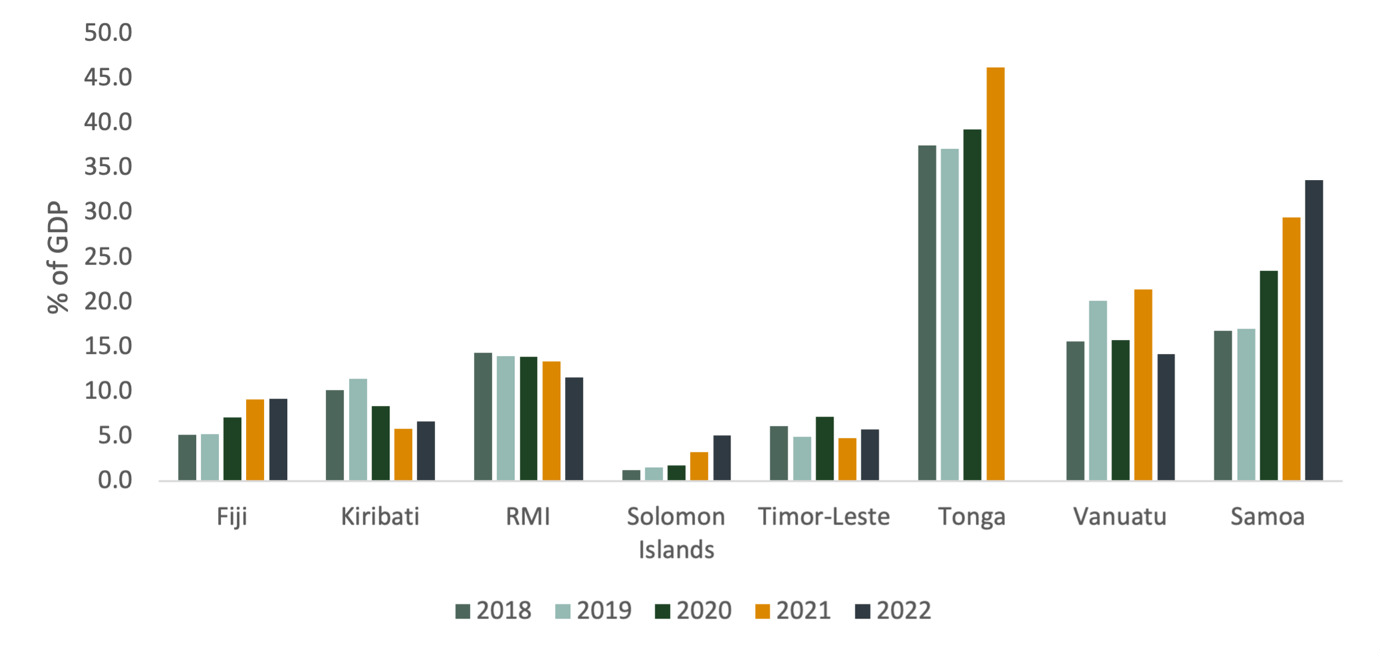 50.0
45.0
40.0
35.0
30.0
25.0
20.0
15.0
10.0
5.0
0.0
% of GDP
Fiji
Kiribati
RMI
Solomon
Islands
Timor-Leste
Tonga
Vanuatu
Samoa
2018 2019 2020 2021 2022